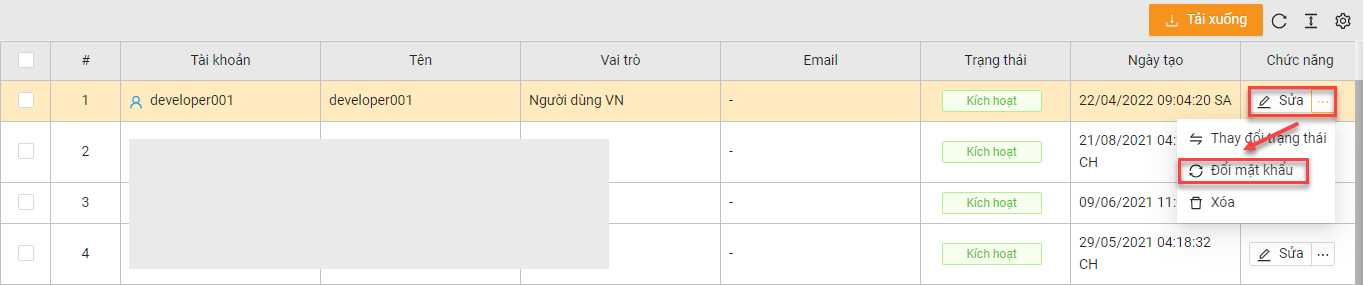 Tải xuống
# Tài khoản Tên Vai trò Email Trạng thái Ngày tạo Chức năng
1 developer001 developer001 Người dùng VN - Kích hoạt 22/04/2022 09:04:20 SA Sửa ...
Thay đổi trạng thái
2 - Kích hoạt 21/08/2021 04:
CH
Đổi mật khẩu
3 - Kích hoạt 09/06/2021 11:
Xóa
4 - Kích hoạt 29/05/2021 04:18:32
CH
Sửa ...